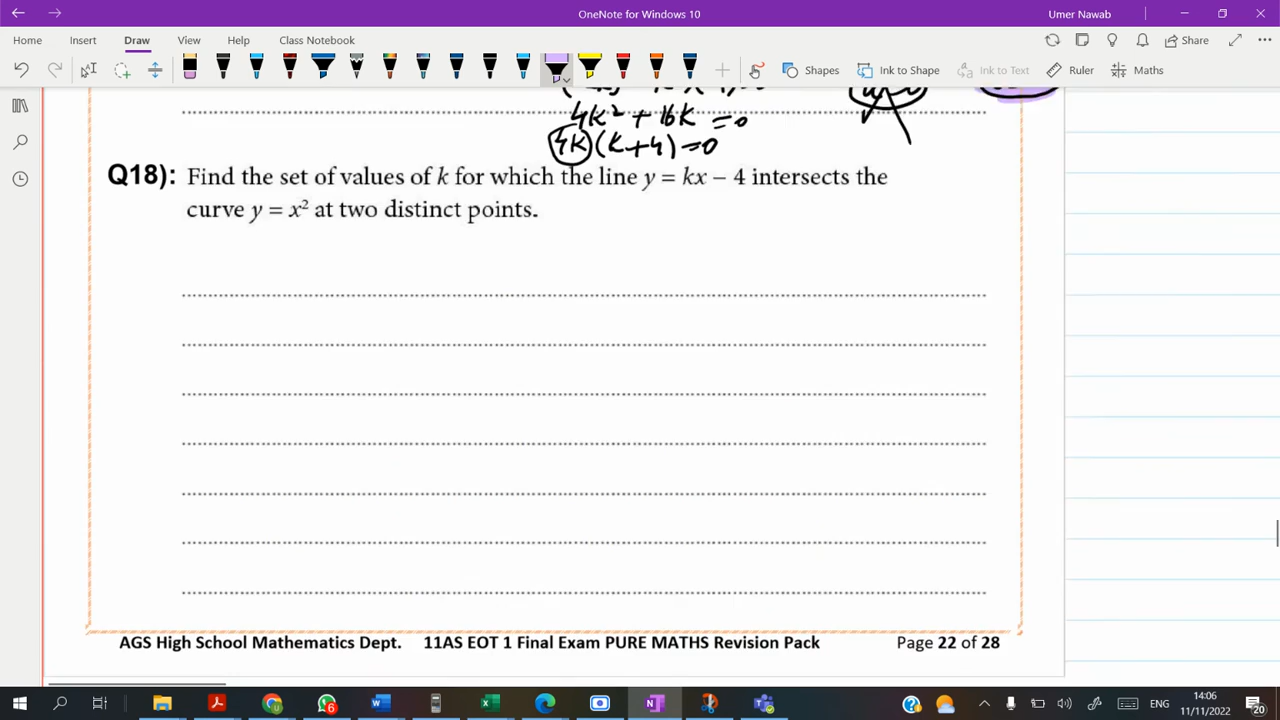 OneNote for Windows 10
Umer Nawab
Home Insert Draw View Help Class Notebook
Share
Shapes Ink to Shape Ink to Text Ruler Maths
4k² + 16k = 0
4k(k+4) = 0
Q18): Find the set of values of k for which the line y = kx − 4 intersects the
curve y = x² at two distinct points.
AGS High School Mathematics Dept. 11AS EOT 1 Final Exam PURE MATHS Revision Pack Page 22 of 28
6
ENG
14:06
11/11/2022
20